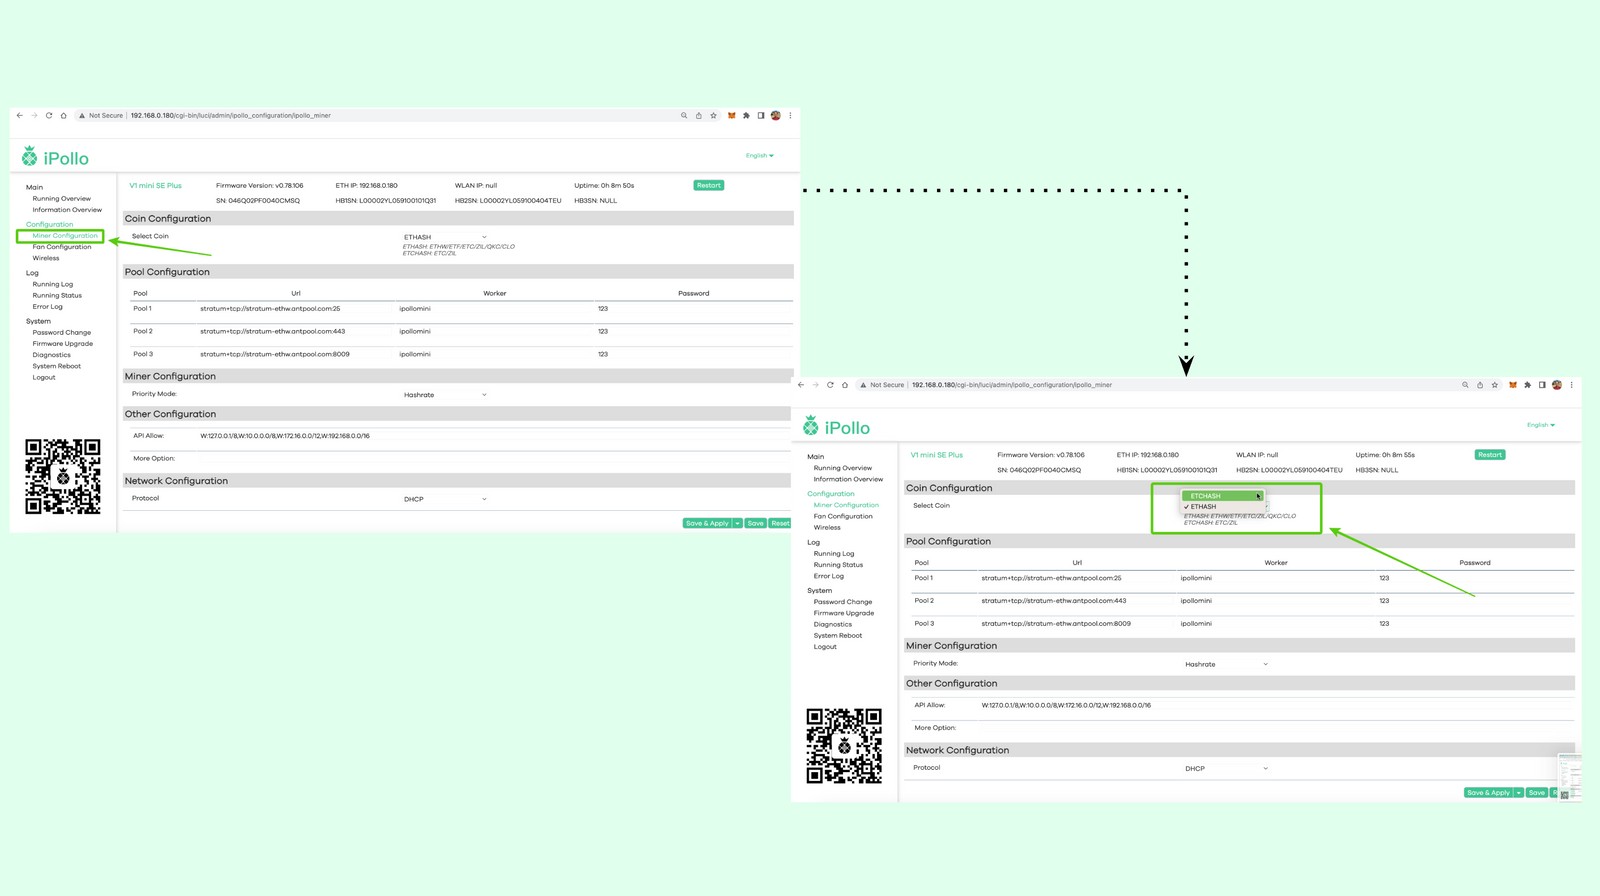 Not Secure | 192.168.0.180/cgi-bin/luci/admin/ipollo_configuration/ipollo_miner
iPollo
English
Main
Running Overview
Information Overview
Configuration
Miner Configuration
Fan Configuration
Wireless
Log
Running Log
Running Status
Error Log
System
Password Change
Firmware Upgrade
Diagnostics
System Reboot
Logout
V1 mini SE Plus Firmware Version: v0.78.106 ETH IP: 192.168.0.180 WLAN IP: null Uptime: 0h 8m 50s Restart
SN: 046Q02PF0040CMSQ HB1SN: L00002YL059100101Q31 HB2SN: L00002YL059100404TEU HB3SN: NULL
Coin Configuration
Select Coin ETHASH
ETHASH: ETHW/ETF/ETC/ZIL/QKC/CLO
ETCHASH: ETC/ZIL
Pool Configuration
Pool Url Worker Password
Pool 1 stratum+tcp://stratum-ethw.antpool.com:25 ipollomini 123
Pool 2 stratum+tcp://stratum-ethw.antpool.com:443 ipollomini 123
Pool 3 stratum+tcp://stratum-ethw.antpool.com:8009 ipollomini 123
Miner Configuration
Priority Mode: Hashrate
Other Configuration
API Allow: W:127.0.0.1/8,W:10.0.0.0/8,W:172.16.0.0/12,W:192.168.0.0/16
More Option:
Network Configuration
Protocol DHCP
Save & Apply Save Reset
Not Secure | 192.168.0.180/cgi-bin/luci/admin/ipollo_configuration/ipollo_miner
iPollo
English
Main
Running Overview
Information Overview
Configuration
Miner Configuration
Fan Configuration
Wireless
Log
Running Log
Running Status
Error Log
System
Password Change
Firmware Upgrade
Diagnostics
System Reboot
Logout
V1 mini SE Plus Firmware Version: v0.78.106 ETH IP: 192.168.0.180 WLAN IP: null Uptime: 0h 8m 55s Restart
SN: 046Q02PF0040CMSQ HB1SN: L00002YL059100101Q31 HB2SN: L00002YL059100404TEU HB3SN: NULL
Coin Configuration
ETCHASH
Select Coin ✓ ETHASH
ETHASH: ETHW/ETF/ETC/ZIL/QKC/CLO
ETCHASH: ETC/ZIL
Pool Configuration
Pool Url Worker Password
Pool 1 stratum+tcp://stratum-ethw.antpool.com:25 ipollomini 123
Pool 2 stratum+tcp://stratum-ethw.antpool.com:443 ipollomini 123
Pool 3 stratum+tcp://stratum-ethw.antpool.com:8009 ipollomini 123
Miner Configuration
Priority Mode: Hashrate
Other Configuration
API Allow: W:127.0.0.1/8,W:10.0.0.0/8,W:172.16.0.0/12,W:192.168.0.0/16
More Option:
Network Configuration
Protocol DHCP
Save & Apply Save